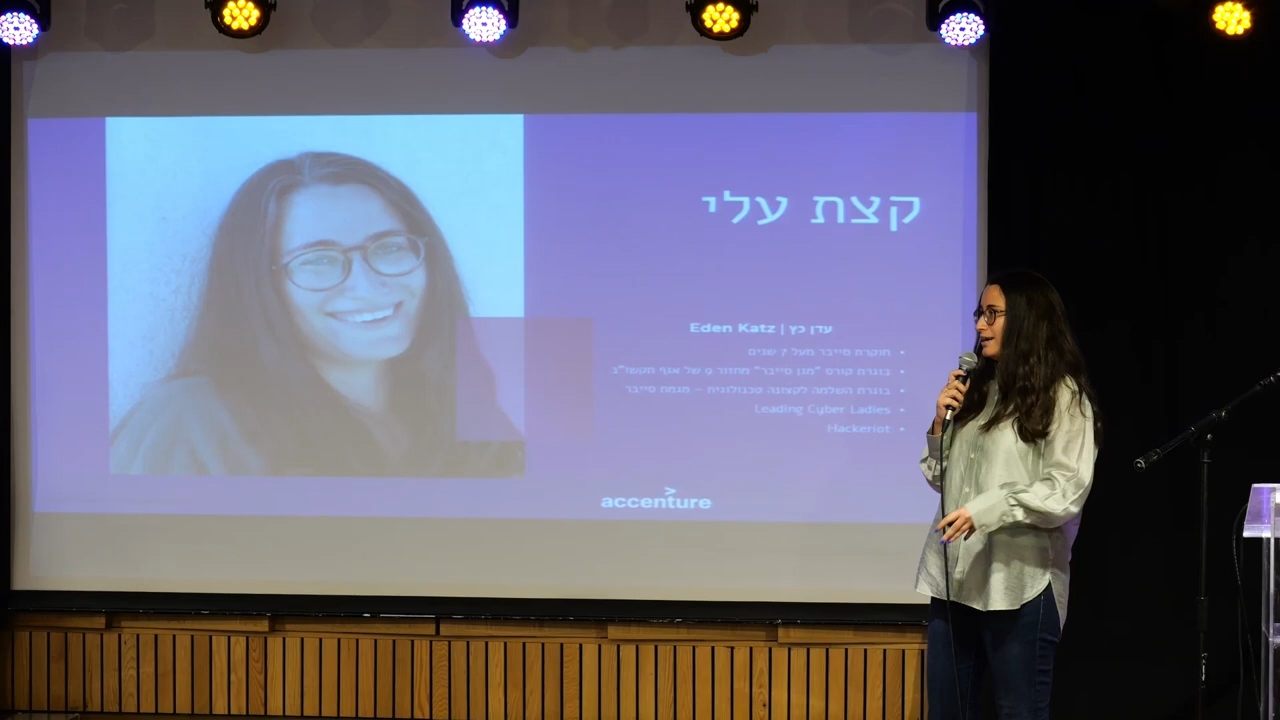 קצת עלי
עדן כץ | Eden Katz
• חוקרת סייבר מעל 7 שנים
• בוגרת קורס "מגן סייבר" מחזור 9 של אגף תקשו"ב
• בוגרת השלמה לקצונה טכנולוגית – מגמת סייבר
• Leading Cyber Ladies
• Hackeriot
accenture